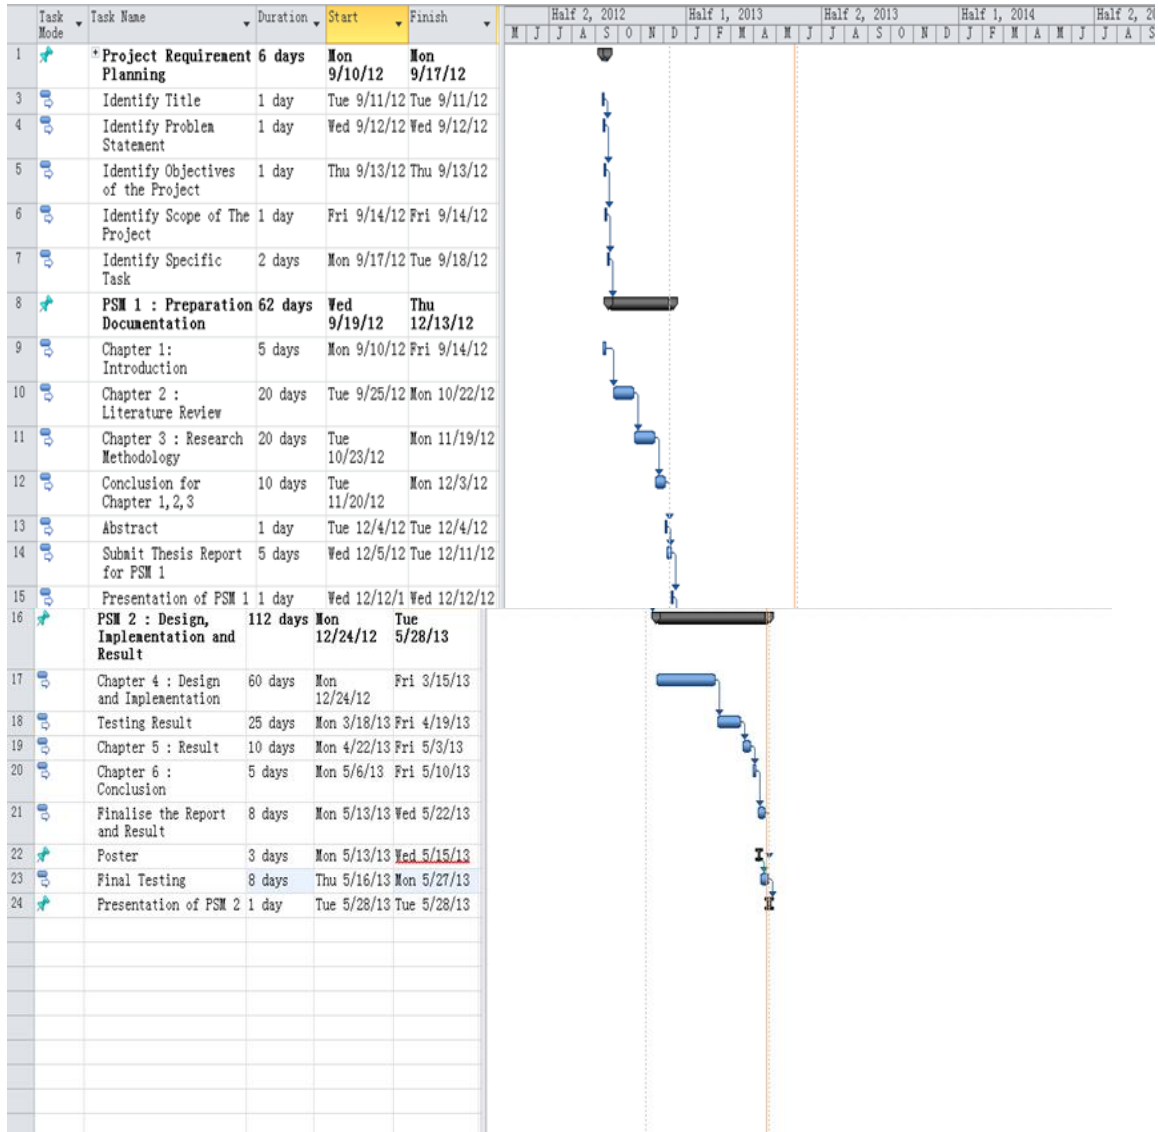 Task Mode Task Name Duration Start Finish
Half 2, 2012 Half 1, 2013 Half 2, 2013 Half 1, 2014 Half 2, 20
M J J A S O N D J F M A M J J A S O N D J F M A M J J A S
1 Project Requirement Planning 6 days Mon 9/10/12 Mon 9/17/12
3 Identify Title 1 day Tue 9/11/12 Tue 9/11/12
4 Identify Problem Statement 1 day Wed 9/12/12 Wed 9/12/12
5 Identify Objectives of the Project 1 day Thu 9/13/12 Thu 9/13/12
6 Identify Scope of The Project 1 day Fri 9/14/12 Fri 9/14/12
7 Identify Specific Task 2 days Mon 9/17/12 Tue 9/18/12
8 PSM 1 : Preparation Documentation 62 days Wed 9/19/12 Thu 12/13/12
9 Chapter 1: Introduction 5 days Mon 9/10/12 Fri 9/14/12
10 Chapter 2 : Literature Review 20 days Tue 9/25/12 Mon 10/22/12
11 Chapter 3 : Research Methodology 20 days Tue 10/23/12 Mon 11/19/12
12 Conclusion for Chapter 1,2,3 10 days Tue 11/20/12 Mon 12/3/12
13 Abstract 1 day Tue 12/4/12 Tue 12/4/12
14 Submit Thesis Report for PSM 1 5 days Wed 12/5/12 Tue 12/11/12
15 Presentation of PSM 1 1 day Wed 12/12/1 Wed 12/12/12
16 PSM 2 : Design, Implementation and Result 112 days Mon 12/24/12 Tue 5/28/13
17 Chapter 4 : Design and Implementation 60 days Mon 12/24/12 Fri 3/15/13
18 Testing Result 25 days Mon 3/18/13 Fri 4/19/13
19 Chapter 5 : Result 10 days Mon 4/22/13 Fri 5/3/13
20 Chapter 6 : Conclusion 5 days Mon 5/6/13 Fri 5/10/13
21 Finalise the Report and Result 8 days Mon 5/13/13 Wed 5/22/13
22 Poster 3 days Mon 5/13/13 Wed 5/15/13
23 Final Testing 8 days Thu 5/16/13 Mon 5/27/13
24 Presentation of PSM 2 1 day Tue 5/28/13 Tue 5/28/13